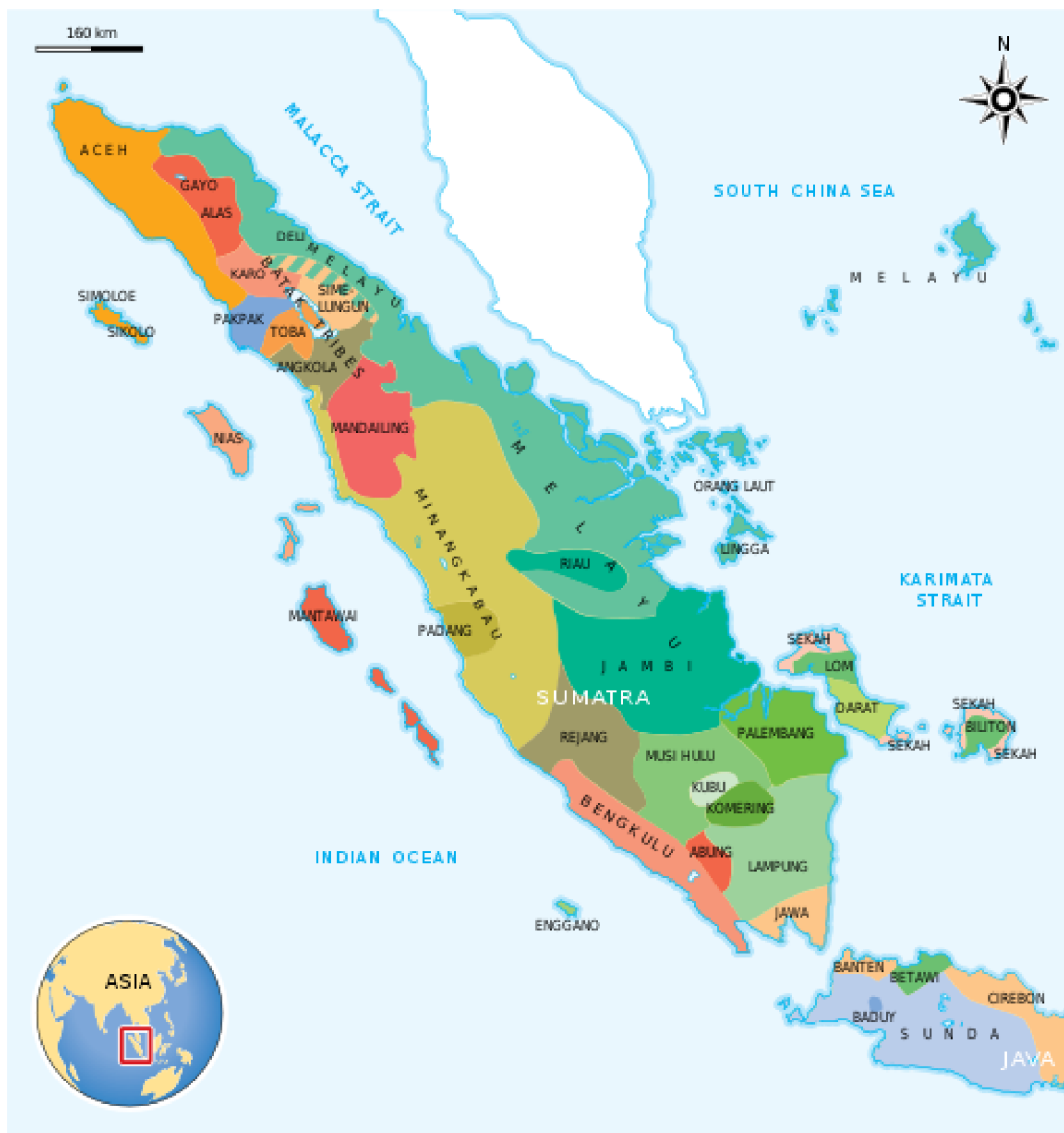 160 km
N
ACEH
MALACCA STRAIT
GAYO
ALAS
SOUTH CHINA SEA
DELI
MELAYU
MELAYU
KARO
BATAK TRIBES
SIME
LUNGUN
SIMOLOE
SIKOLO
PAKPAK
TOBA
ANGKOLA
NIAS
MANDAILING
MELAYU
ORANG LAUT
LINGGA
MINANGKABAU
RIAU
KARIMATA
STRAIT
MANTAWAI
PADANG
SEKAH
LOM
JAMBI
SUMATRA
DARAT
SEKAH
SEKAH
BILITON
SEKAH
REJANG
MUSI HULU
PALEMBANG
KUBU
KOMERING
BENGKULU
ABUNG
LAMPUNG
INDIAN OCEAN
JAWA
ENGGANO
ASIA
BANTEN
BETAWI
CIREBON
BADUY
SUNDA
JAVA